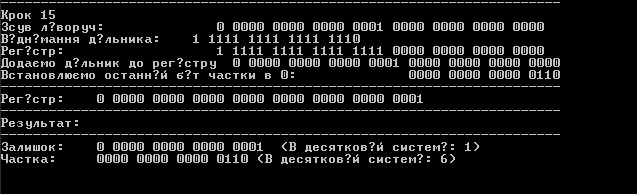 Крок 15
Зсув л?воруч: 0 0000 0000 0000 0001 0000 0000 0000 0000
В?дн?мання д?льника: 1 1111 1111 1111 1110
Рег?стр: 1 1111 1111 1111 1111 0000 0000 0000 0000
Додаємо д?льник до рег?стру 0 0000 0000 0000 0001 0000 0000 0000 0000
Встановлюємо останн?й б?т частки в 0: 0000 0000 0000 0110
Рег?стр: 0 0000 0000 0000 0000 0000 0000 0000 0001
Результат:
Залишок: 0 0000 0000 0000 0001 (В десятков?й систем?: 1)
Частка: 0000 0000 0000 0110 (В десятков?й систем?: 6)